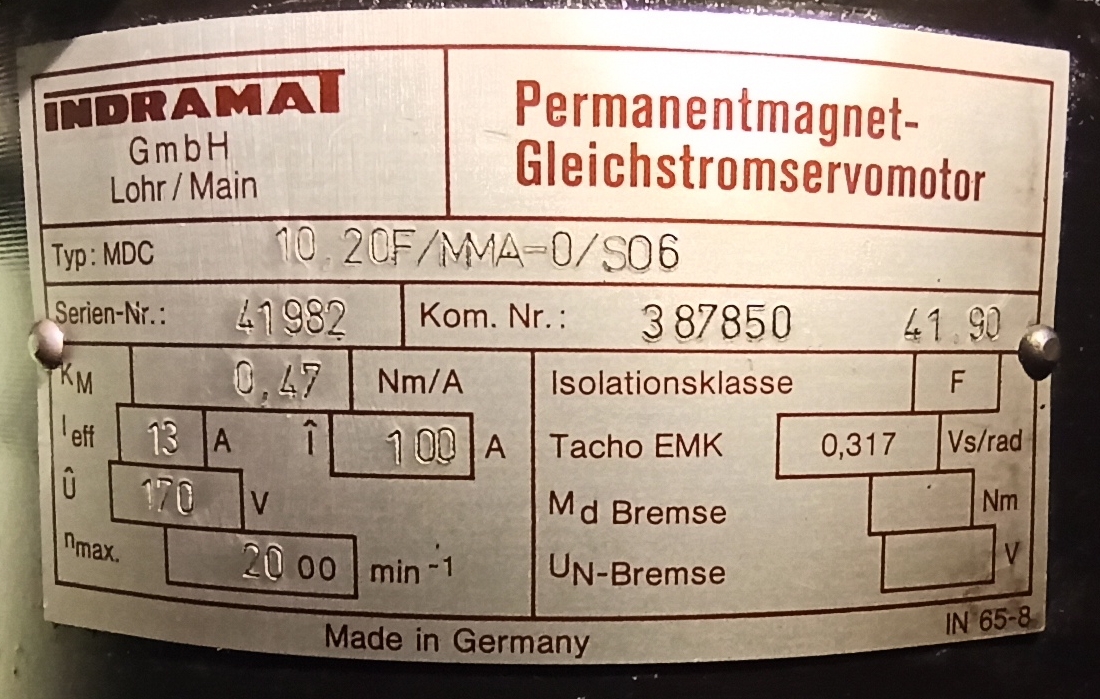 INDRAMAT
GmbH
Lohr / Main
Permanentmagnet-
Gleichstromservomotor
Typ: MDC 10.20F/MMA-0/S06
Serien-Nr.: 41982 Kom. Nr.: 387850 41.90
KM 0,47 Nm/A Isolationsklasse F
Ieff 13 A Î 100 A Tacho EMK 0,317 Vs/rad
Û 170 V Md Bremse Nm
nmax. 2000 min-1 UN-Bremse V
IN 65-8
Made in Germany